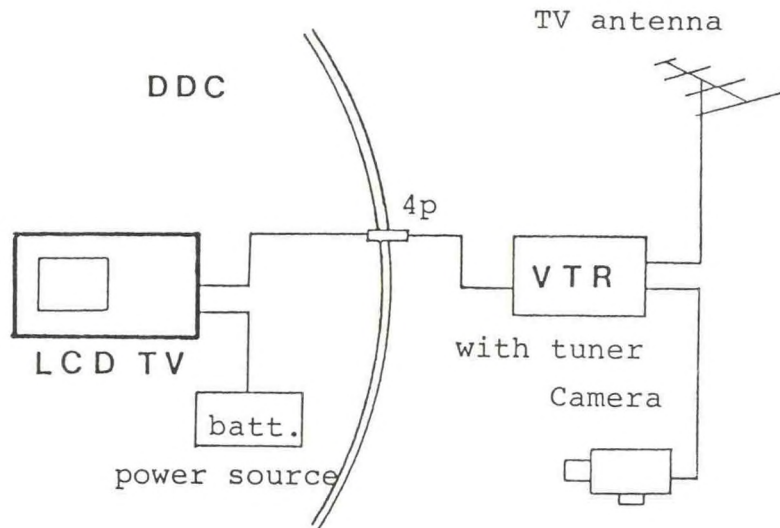 TV antenna
DDC
4p
VTR
with tuner
LCD TV
Camera
batt.
power source